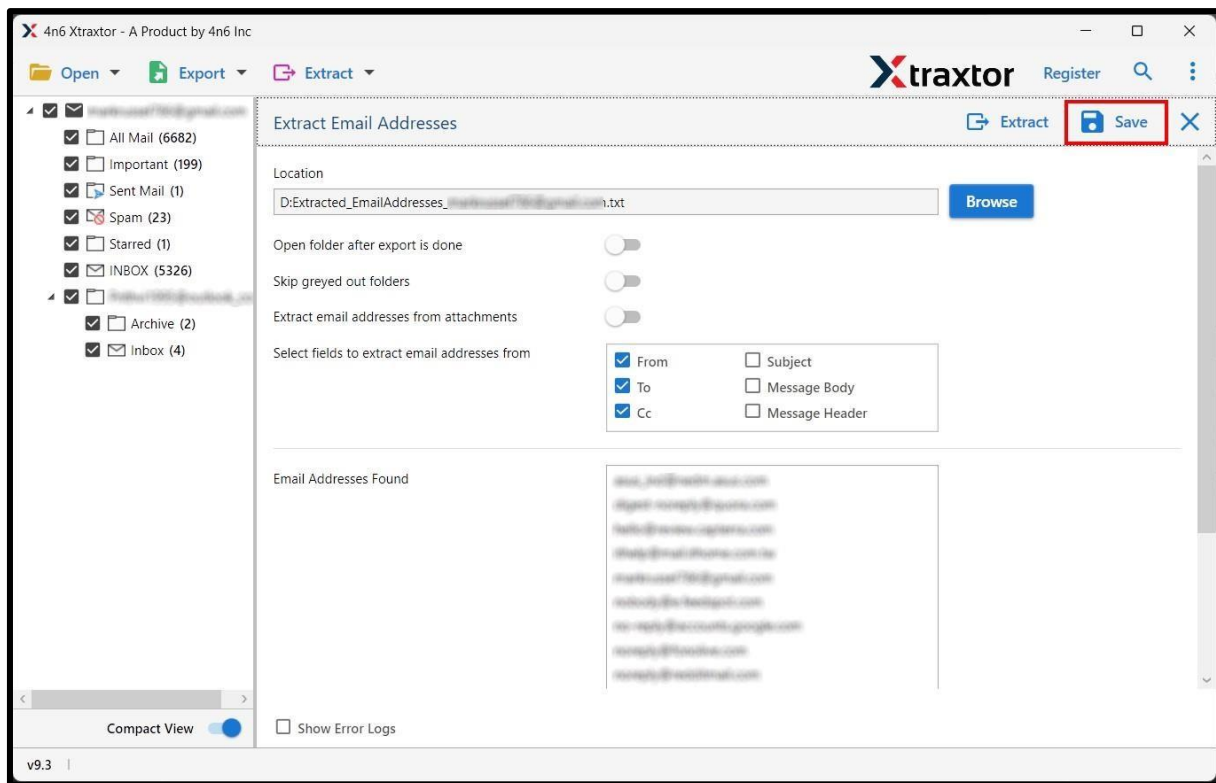 4n6 Xtraxtor - A Product by 4n6 Inc
Open Export Extract Xtraxtor Register
All Mail (6682)
Important (199)
Sent Mail (1)
Spam (23)
Starred (1)
INBOX (5326)
Archive (2)
Inbox (4)
Extract Email Addresses Extract Save
Location
D:Extracted_EmailAddresses_ .txt Browse
Open folder after export is done
Skip greyed out folders
Extract email addresses from attachments
Select fields to extract email addresses from
From Subject
To Message Body
Cc Message Header
Email Addresses Found
Compact View Show Error Logs
v9.3